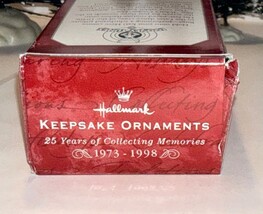 Hallmark
KEEPSAKE ORNAMENTS
25 Years of Collecting Memories
1973 - 1998